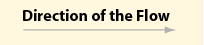 Direction of the Flow